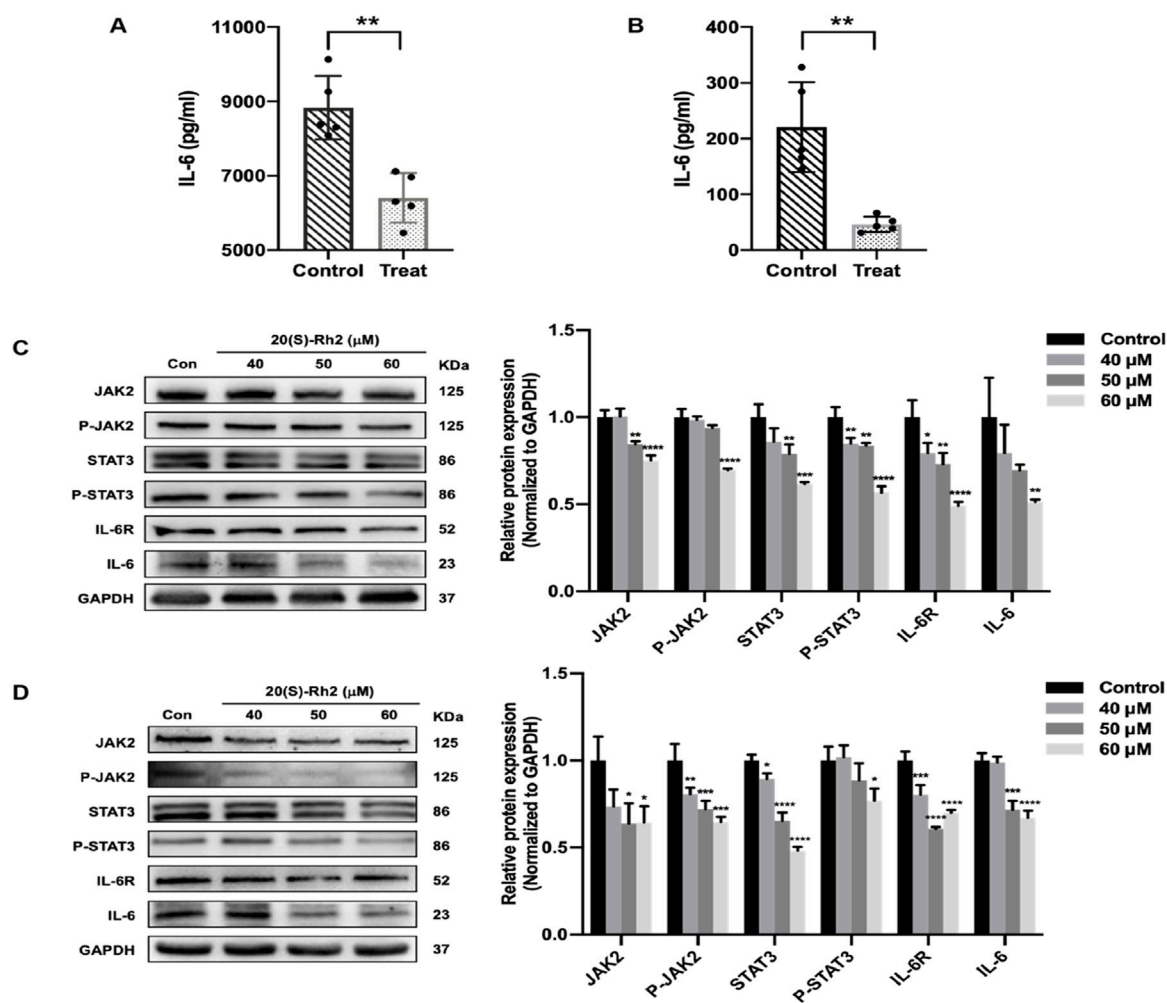 A
IL-6 (pg/ml)
11000
9000
7000
5000
**
Control Treat
B
IL-6 (pg/ml)
400
300
200
100
0
**
Control Treat
C
20(S)-Rh2 (μM)
Con 40 50 60 KDa
JAK2 125
P-JAK2 125
STAT3 86
P-STAT3 86
IL-6R 52
IL-6 23
GAPDH 37
Relative protein expression
(Normalized to GAPDH)
1.5
1.0
0.5
0.0
** **** **** ** *** ** ** **** * ** **** **
JAK2 P-JAK2 STAT3 P-STAT3 IL-6R IL-6
Control
40 μM
50 μM
60 μM
D
20(S)-Rh2 (μM)
Con 40 50 60 KDa
JAK2 125
P-JAK2 125
STAT3 86
P-STAT3 86
IL-6R 52
IL-6 23
GAPDH 37
Relative protein expression
(Normalized to GAPDH)
1.5
1.0
0.5
0.0
* * ** *** *** * **** **** * *** **** **** *** ****
JAK2 P-JAK2 STAT3 P-STAT3 IL-6R IL-6
Control
40 μM
50 μM
60 μM